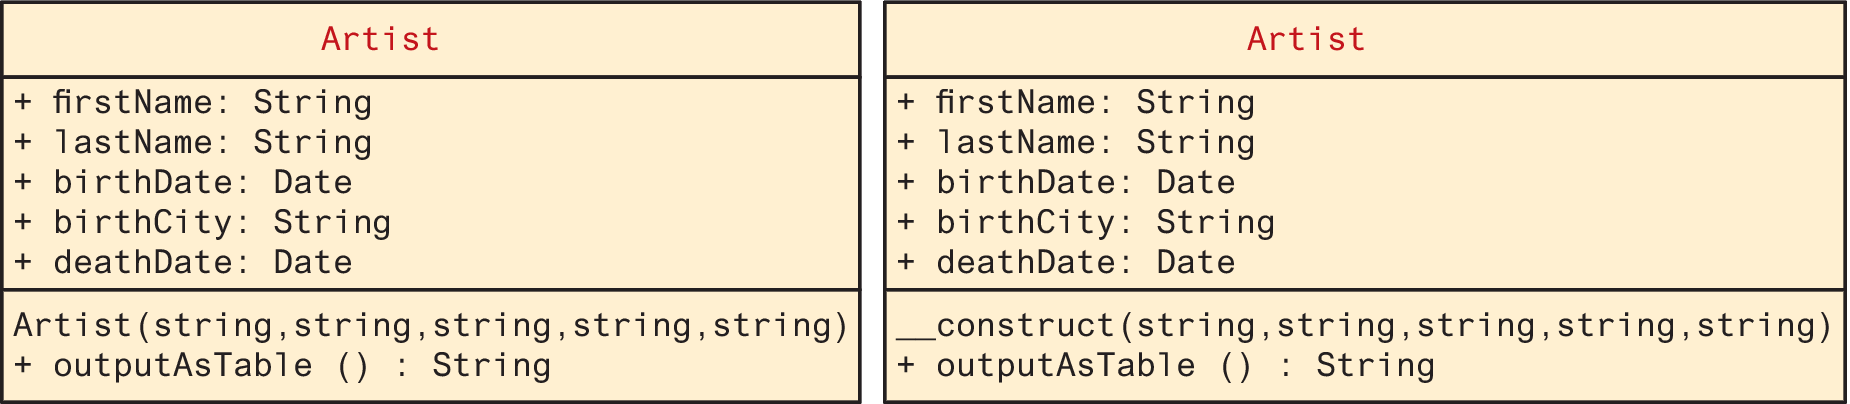 Artist
+ firstName: String
+ lastName: String
+ birthDate: Date
+ birthCity: String
+ deathDate: Date
Artist(string,string,string,string,string)
+ outputAsTable () : String
Artist
+ firstName: String
+ lastName: String
+ birthDate: Date
+ birthCity: String
+ deathDate: Date
__construct(string,string,string,string,string)
+ outputAsTable () : String